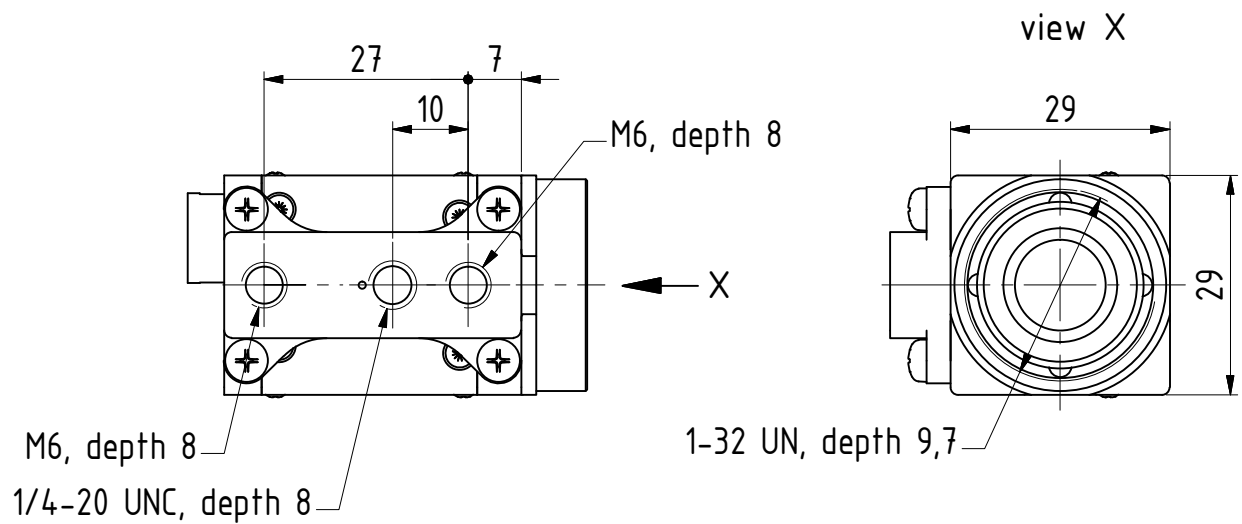 view X
27
7
10
29
M6, depth 8
X
29
M6, depth 8
1-32 UN, depth 9,7
1/4-20 UNC, depth 8